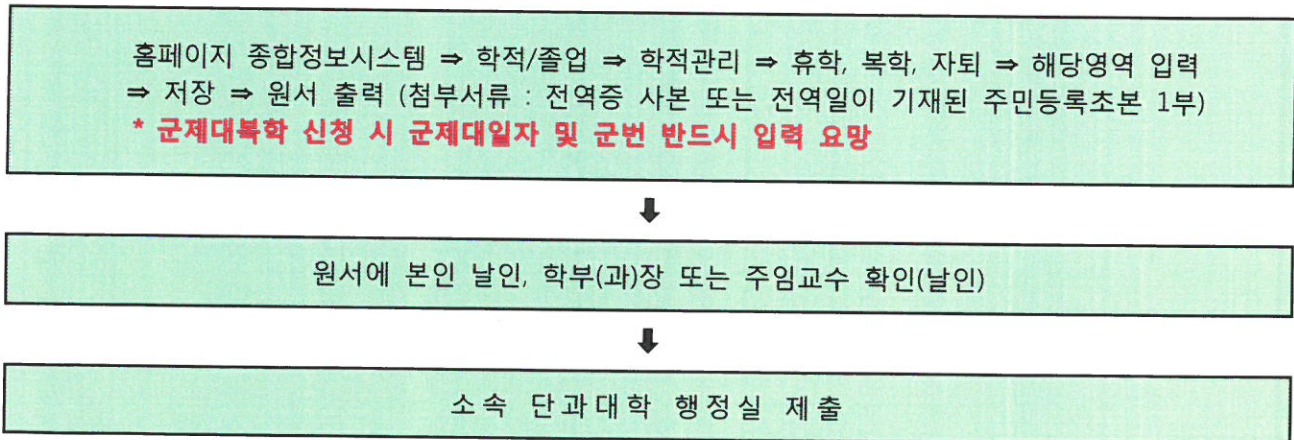 홈페이지 종합정보시스템 ⇒ 학적/졸업 ⇒ 학적관리 ⇒ 휴학, 복학, 자퇴 ⇒ 해당영역 입력
⇒ 저장 ⇒ 원서 출력 (첨부서류 : 전역증 사본 또는 전역일이 기재된 주민등록초본 1부)
* 군제대복학 신청 시 군제대일자 및 군번 반드시 입력 요망
원서에 본인 날인, 학부(과)장 또는 주임교수 확인(날인)
소속 단과대학 행정실 제출